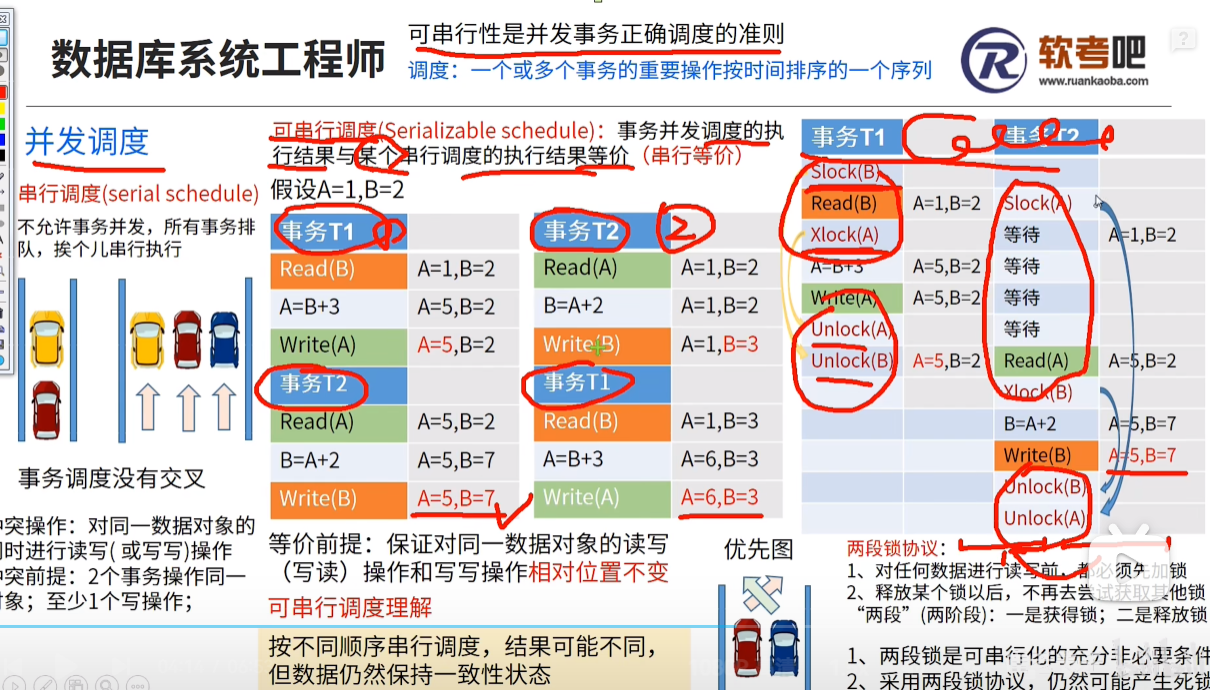 数据库系统工程师
可串行性是并发事务正确调度的准则
调度：一个或多个事务的重要操作按时间排序的一个序列
R
软考吧
www.ruankaoba.com
?
并发调度
串行调度(serial schedule)
不允许事务并发，所有事务排
队，挨个儿串行执行
事务调度没有交叉
突操作：对同一数据对象的
时进行读写( 或写写)操作
突前提：2个事务操作同一
象；至少1个写操作；
可串行调度(Serializable schedule)：事务并发调度的执
行结果与某个串行调度的执行结果等价（串行等价）
假设A=1,B=2
事务T1 ①
Read(B) A=1,B=2
A=B+3 A=5,B=2
Write(A) A=5,B=2
事务T2
Read(A) A=5,B=2
B=A+2 A=5,B=7
Write(B) A=5,B=7
事务T2 2
Read(A) A=1,B=2
B=A+2 A=1,B=2
Write(B) A=1,B=3
事务T1
Read(B) A=1,B=3
A=B+3 A=6,B=3
Write(A) A=6,B=3
等价前提：保证对同一数据对象的读写
（写读）操作和写写操作相对位置不变
可串行调度理解
按不同顺序串行调度，结果可能不同，
但数据仍然保持一致性状态
优先图
事务T1 事务T2
Slock(B)
Read(B) A=1,B=2 Slock(A)
Xlock(A) 等待 A=1,B=2
A=B+3 A=5,B=2 等待
Write(A) A=5,B=2 等待
Unlock(A) 等待
Unlock(B) A=5,B=2 Read(A) A=5,B=2
Xlock(B)
B=A+2 A=5,B=7
Write(B) A=5,B=7
Unlock(B)
Unlock(A)
两段锁协议：
1、对任何数据进行读写前，都必须先加锁
2、释放某个锁以后，不再去尝试获取其他锁
“两段”(两阶段)：一是获得锁；二是释放锁
1、两段锁是可串行化的充分非必要条件
2、采用两段锁协议，仍然可能产生死锁